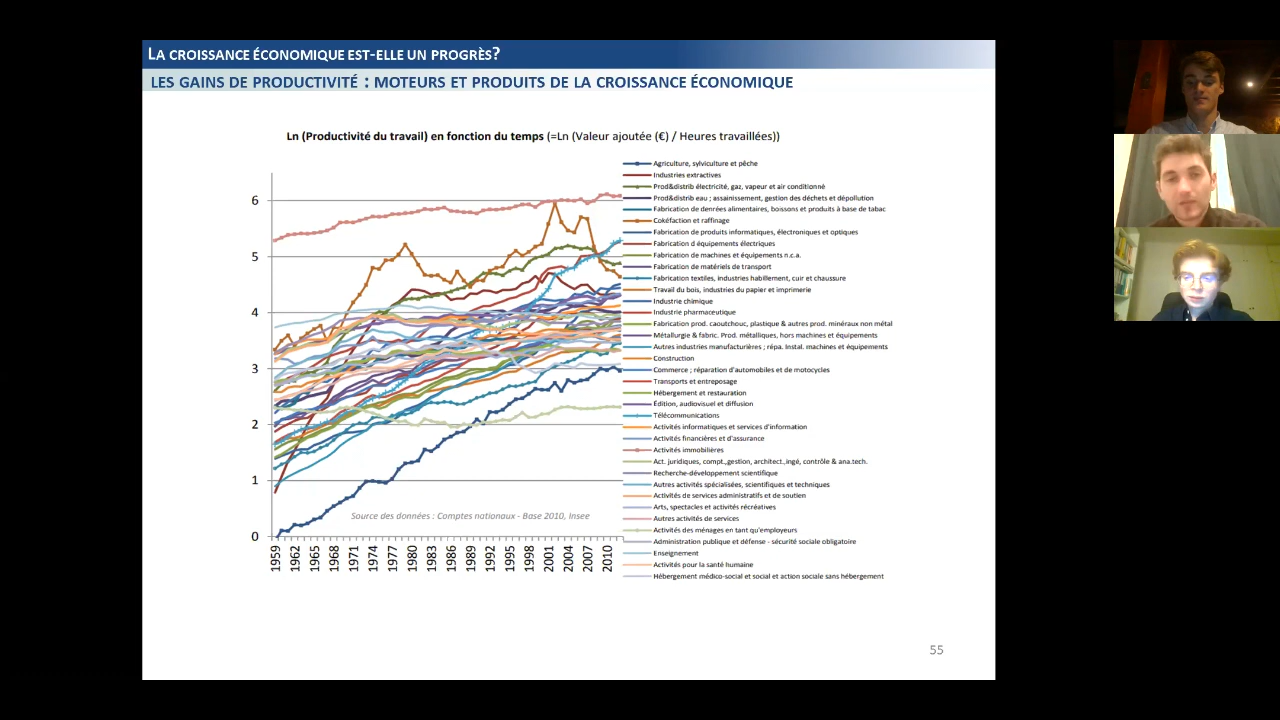 LA CROISSANCE ÉCONOMIQUE EST-ELLE UN PROGRÈS?
LES GAINS DE PRODUCTIVITÉ : MOTEURS ET PRODUITS DE LA CROISSANCE ÉCONOMIQUE
Ln (Productivité du travail) en fonction du temps (=Ln (Valeur ajoutée (€) / Heures travaillées))
6
5
4
3
2
1
0
1959
1962
1965
1968
1971
1974
1977
1980
1983
1986
1989
1992
1995
1998
2001
2004
2007
2010
Source des données : Comptes nationaux - Base 2010, Insee
Agriculture, sylviculture et pêche
Industries extractives
Prod&distrib électricité, gaz, vapeur et air conditionné
Prod&distrib eau ; assainissement, gestion des déchets et dépollution
Fabrication de denrées alimentaires, boissons et produits à base de tabac
Cokéfaction et raffinage
Fabrication de produits informatiques, électroniques et optiques
Fabrication d équipements électriques
Fabrication de machines et équipements n.c.a.
Fabrication de matériels de transport
Fabrication textiles, industries habillement, cuir et chaussure
Travail du bois, industries du papier et imprimerie
Industrie chimique
Industrie pharmaceutique
Fabrication prod. caoutchouc, plastique & autres prod. minéraux non métal
Métallurgie & fabric. Prod. métalliques, hors machines et équipements
Autres industries manufacturières ; répa. Instal. machines et équipements
Construction
Commerce ; réparation d'automobiles et de motocycles
Transports et entreposage
Hébergement et restauration
Édition, audiovisuel et diffusion
Télécommunications
Activités informatiques et services d'information
Activités financières et d'assurance
Activités immobilières
Act. juridiques, compt.,gestion, architect.,ingé, contrôle & ana.tech.
Recherche-développement scientifique
Autres activités spécialisées, scientifiques et techniques
Activités de services administratifs et de soutien
Arts, spectacles et activités récréatives
Autres activités de services
Activités des ménages en tant qu'employeurs
Administration publique et défense - sécurité sociale obligatoire
Enseignement
Activités pour la santé humaine
Hébergement médico-social et social et action sociale sans hébergement
55